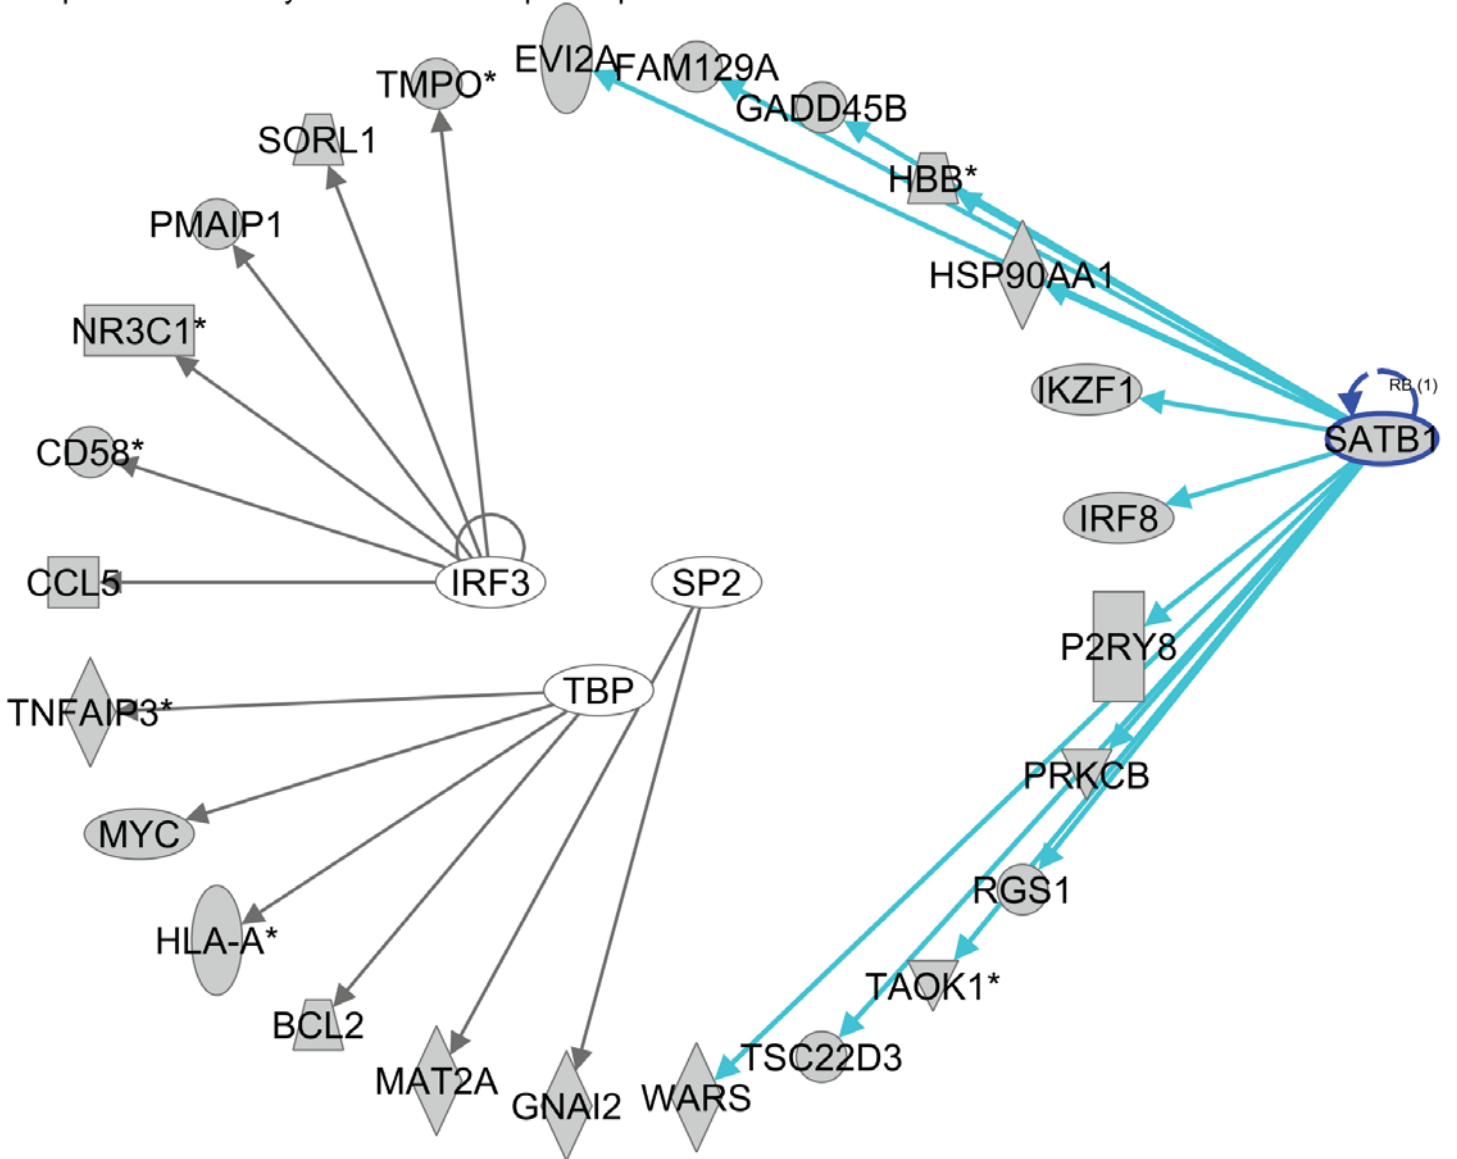 EVI2A
FAM129A
TMPO*
GADD45B
SORL1
HBB*
PMAIP1
HSP90AA1
NR3C1*
IKZF1
RB (1)
SATB1
CD58*
IRF8
CCL5
IRF3
SP2
P2RY8
TBP
TNFAIP3*
PRKCB
MYC
RGS1
HLA-A*
TAOK1*
BCL2
TSC22D3
MAT2A
GNAI2
WARS